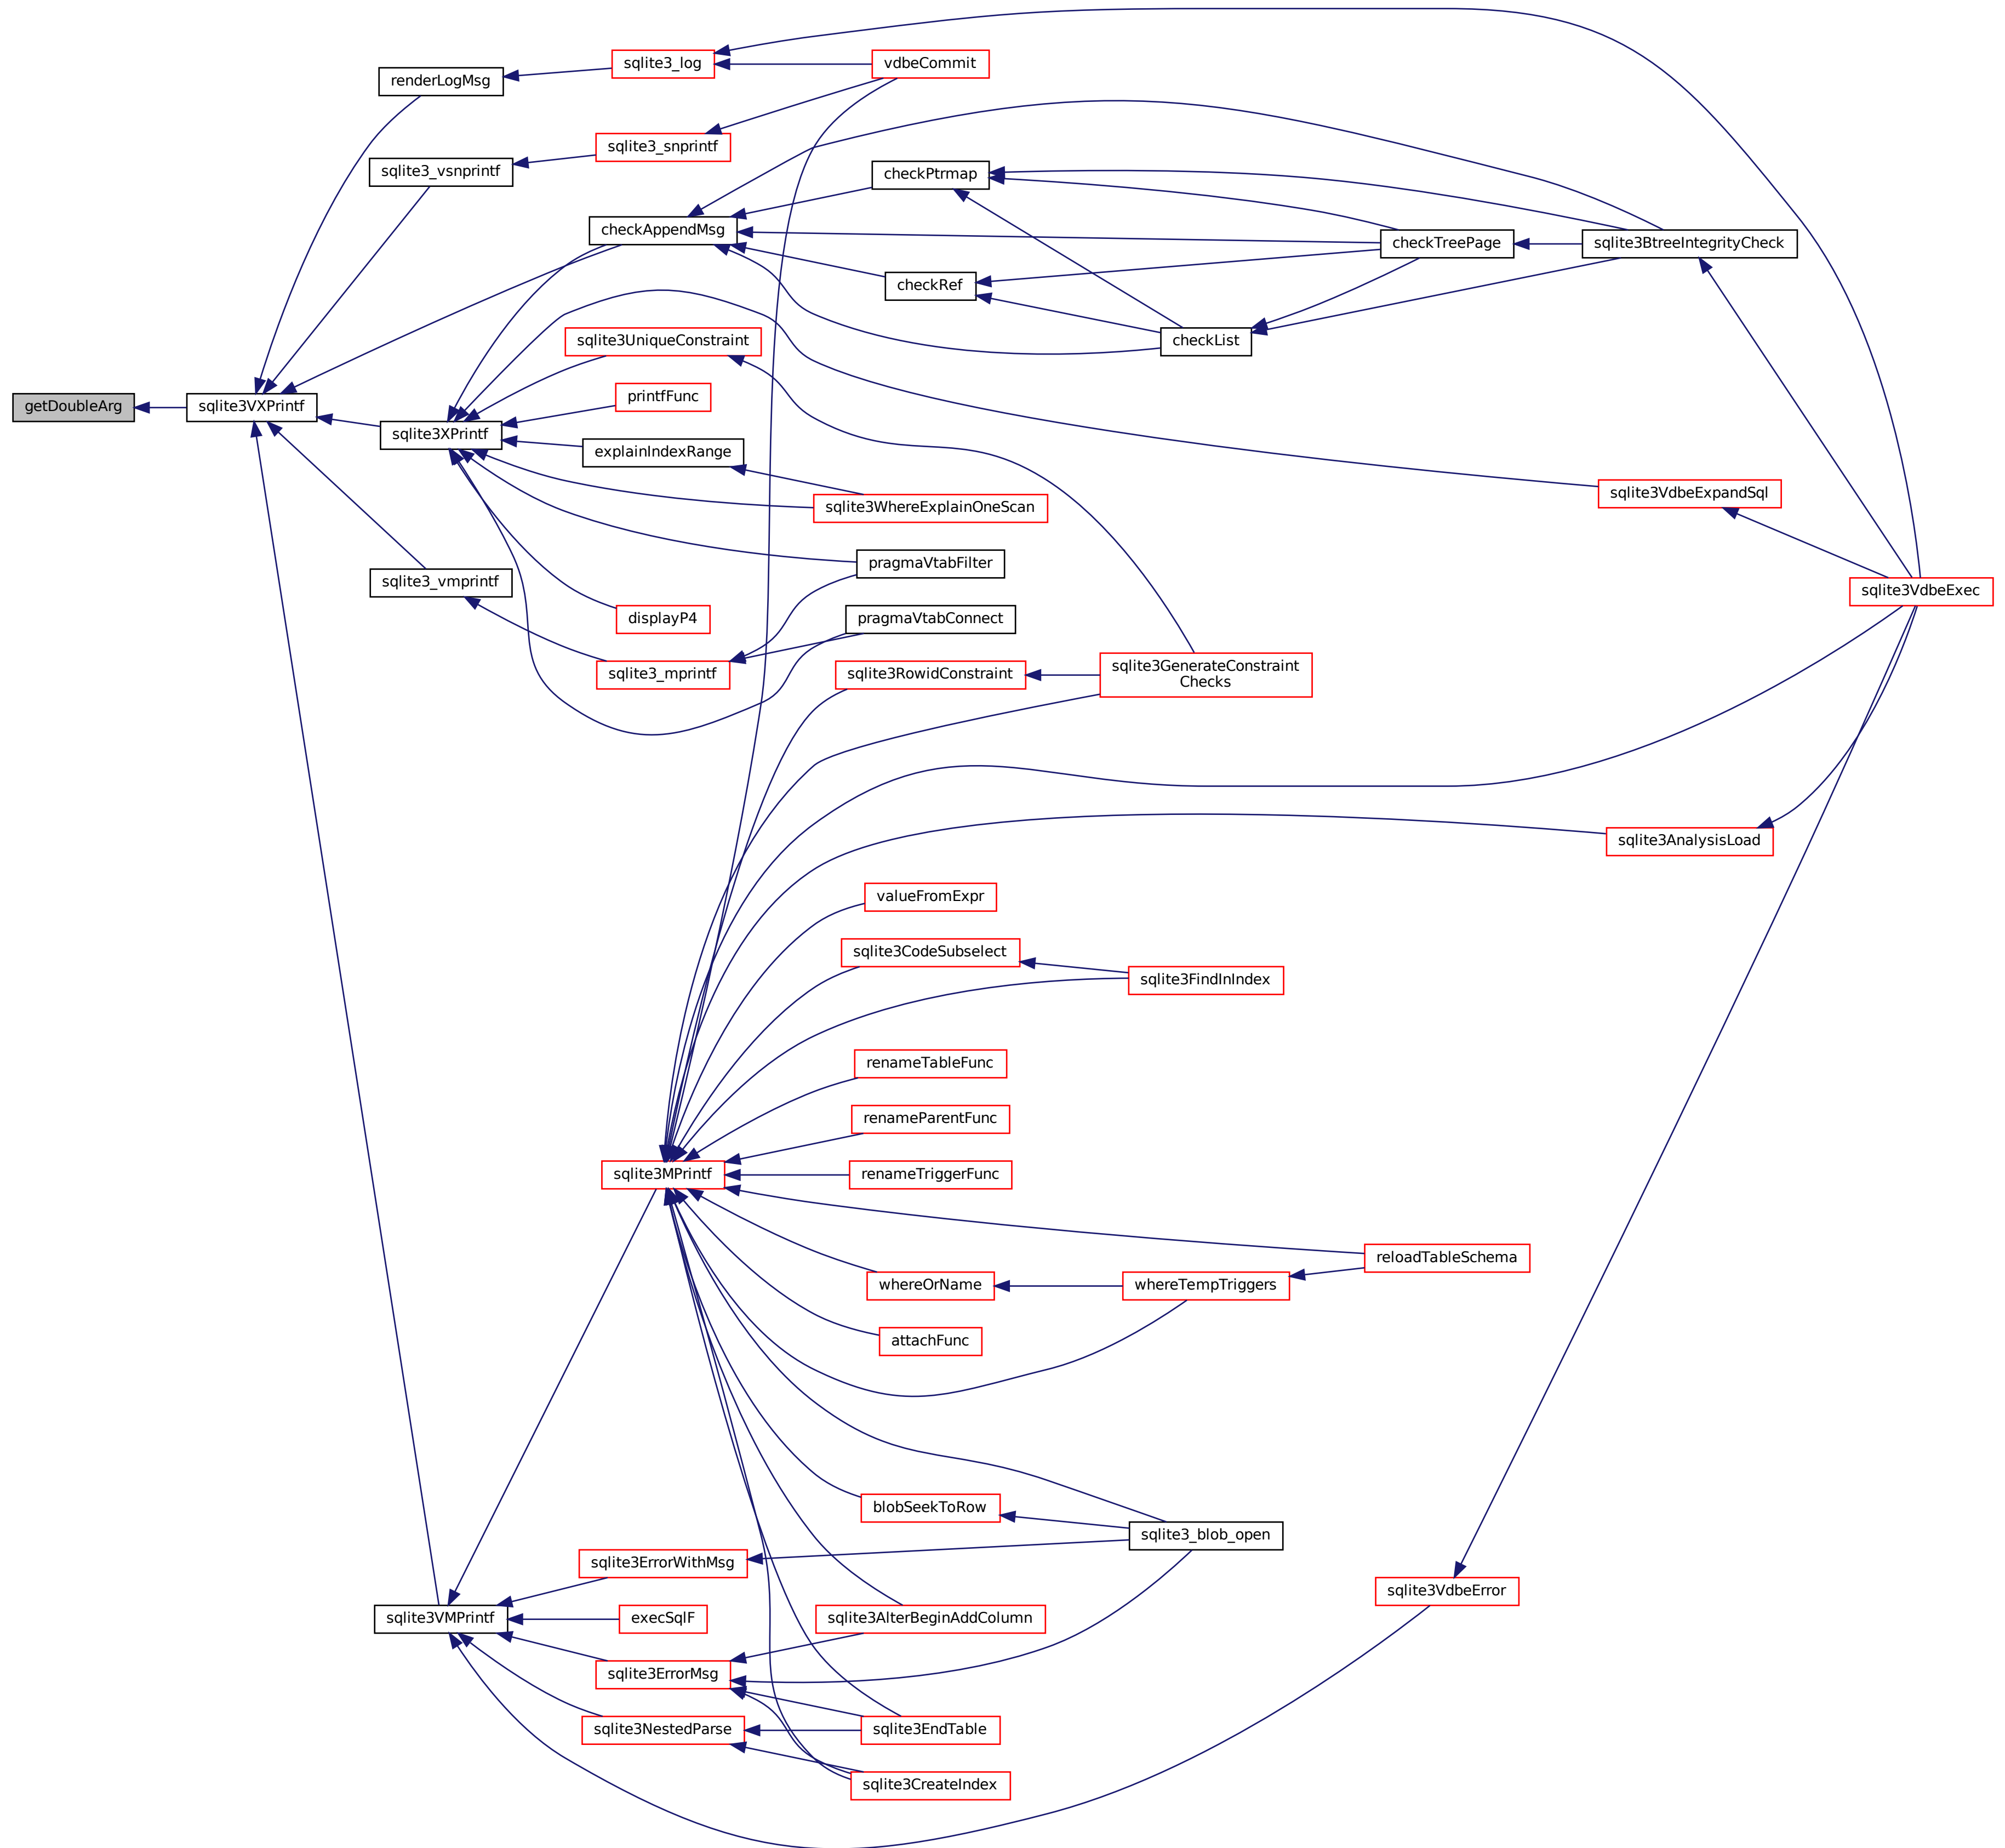 sqlite3_log
vdbeCommit
renderLogMsg
sqlite3_snprintf
sqlite3_vsnprintf
checkPtrmap
checkAppendMsg
checkTreePage
sqlite3BtreeIntegrityCheck
checkRef
sqlite3UniqueConstraint
checkList
printfFunc
getDoubleArg
sqlite3VXPrintf
sqlite3XPrintf
explainIndexRange
sqlite3VdbeExpandSql
sqlite3WhereExplainOneScan
pragmaVtabFilter
sqlite3_vmprintf
sqlite3VdbeExec
displayP4
pragmaVtabConnect
sqlite3_mprintf
sqlite3RowidConstraint
sqlite3GenerateConstraint
Checks
sqlite3AnalysisLoad
valueFromExpr
sqlite3CodeSubselect
sqlite3FindInIndex
renameTableFunc
renameParentFunc
sqlite3MPrintf
renameTriggerFunc
reloadTableSchema
whereOrName
whereTempTriggers
attachFunc
blobSeekToRow
sqlite3_blob_open
sqlite3ErrorWithMsg
sqlite3VdbeError
sqlite3VMPrintf
execSqlF
sqlite3AlterBeginAddColumn
sqlite3ErrorMsg
sqlite3NestedParse
sqlite3EndTable
sqlite3CreateIndex